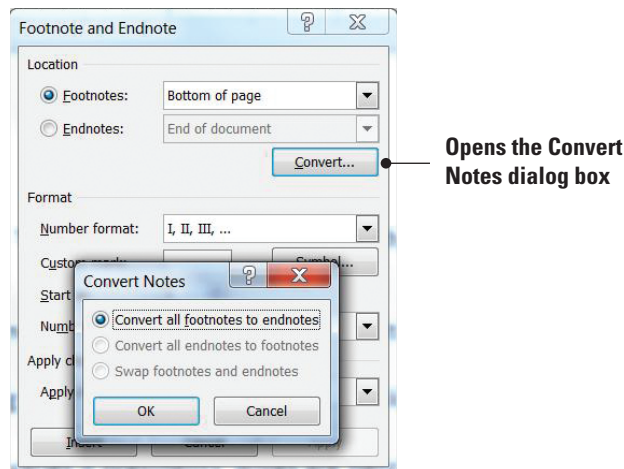 Footnote and Endnote
Location
Footnotes: Bottom of page
Endnotes: End of document
Convert...
Opens the Convert
Notes dialog box
Format
Number format: I, II, III, ...
Convert Notes
Start
Convert all footnotes to endnotes
Convert all endnotes to footnotes
Swap footnotes and endnotes
Apply
OK Cancel